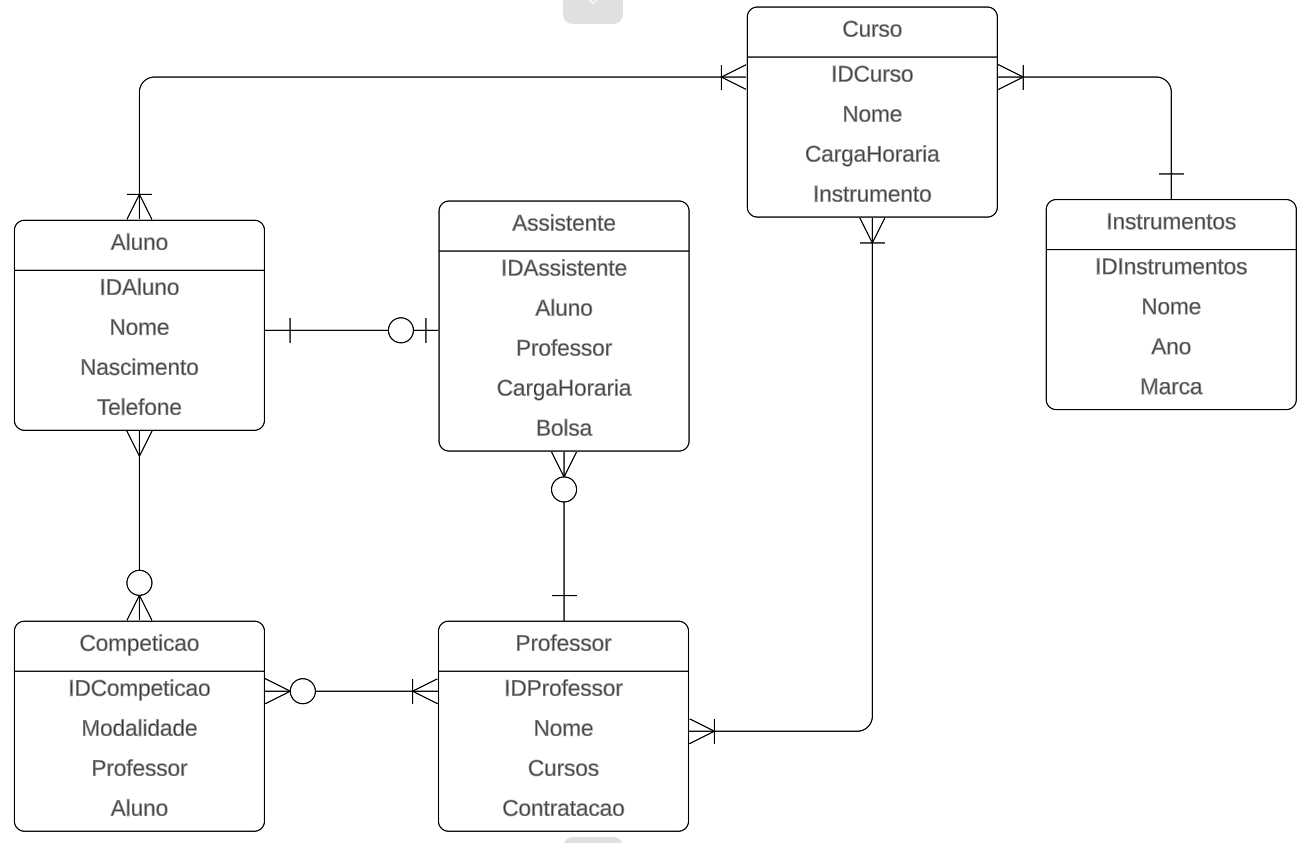 Curso
IDCurso
Nome
CargaHoraria
Instrumento
Aluno
IDAluno
Nome
Nascimento
Telefone
Assistente
IDAssistente
Aluno
Professor
CargaHoraria
Bolsa
Instrumentos
IDInstrumentos
Nome
Ano
Marca
Competicao
IDCompeticao
Modalidade
Professor
Aluno
Professor
IDProfessor
Nome
Cursos
Contratacao